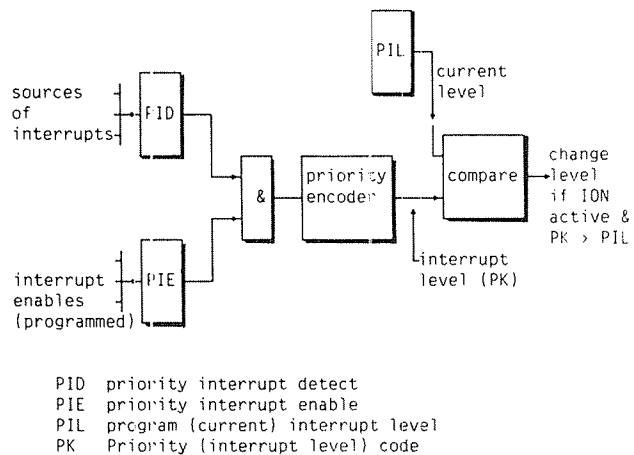 PIL
current
level
sources
of
interrupts
PID
&
priority
encoder
compare
change
level
if ION
active &
PK > PIL
interrupt
level (PK)
interrupt
enables
(programmed)
PIE
PID priority interrupt detect
PIE priority interrupt enable
PIL program (current) interrupt level
PK Priority (interrupt level) code